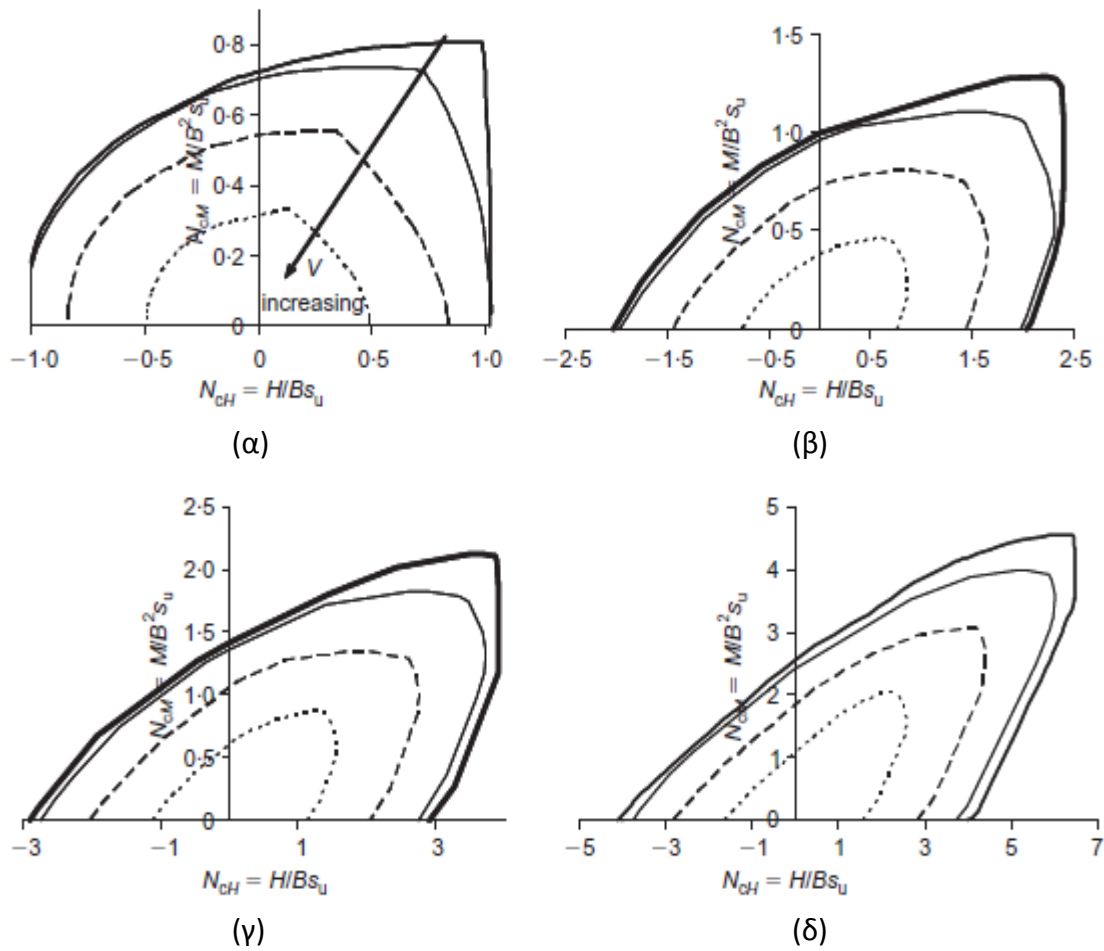 0·8
0·6
0·4
0·2
0
N_cM = M/B²s_u
V
increasing
−1·0 −0·5 0 0·5 1·0
N_cH = H/Bs_u
(α)
1·5
1·0
0·5
0
N_cM = M/B²s_u
−2·5 −1·5 −0·5 0·5 1·5 2·5
N_cH = H/Bs_u
(β)
2·5
2·0
1·5
1·0
0·5
0
N_cM = M/B²s_u
−3 −1 1 3
N_cH = H/Bs_u
(γ)
5
4
3
2
1
0
N_cM = M/B²s_u
−5 −3 −1 1 3 5 7
N_cH = H/Bs_u
(δ)